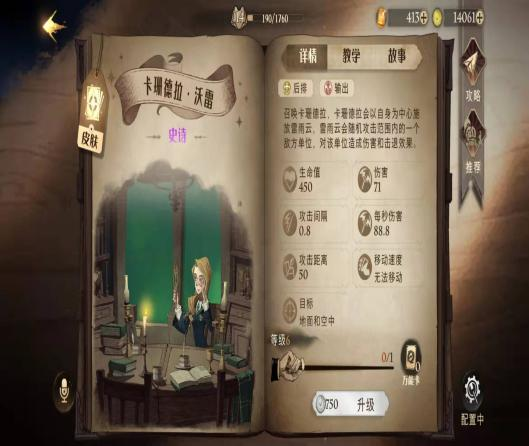 190/1760
413
14061
卡珊德拉·沃雷
史诗
皮肤
详情 教学 故事
后排 输出
召唤卡珊德拉,卡珊德拉会以自身为中心施
放雷雨云,雷雨云会随机攻击范围内的一个
敌方单位,对该单位造成伤害和击退效果。
生命值
450
伤害
71
攻击间隔
0.8
每秒伤害
88.8
攻击距离
50
移动速度
无法移动
目标
地面和空中
等级6
0/1
0
万能卡
750 升级
攻略
推荐
配置中